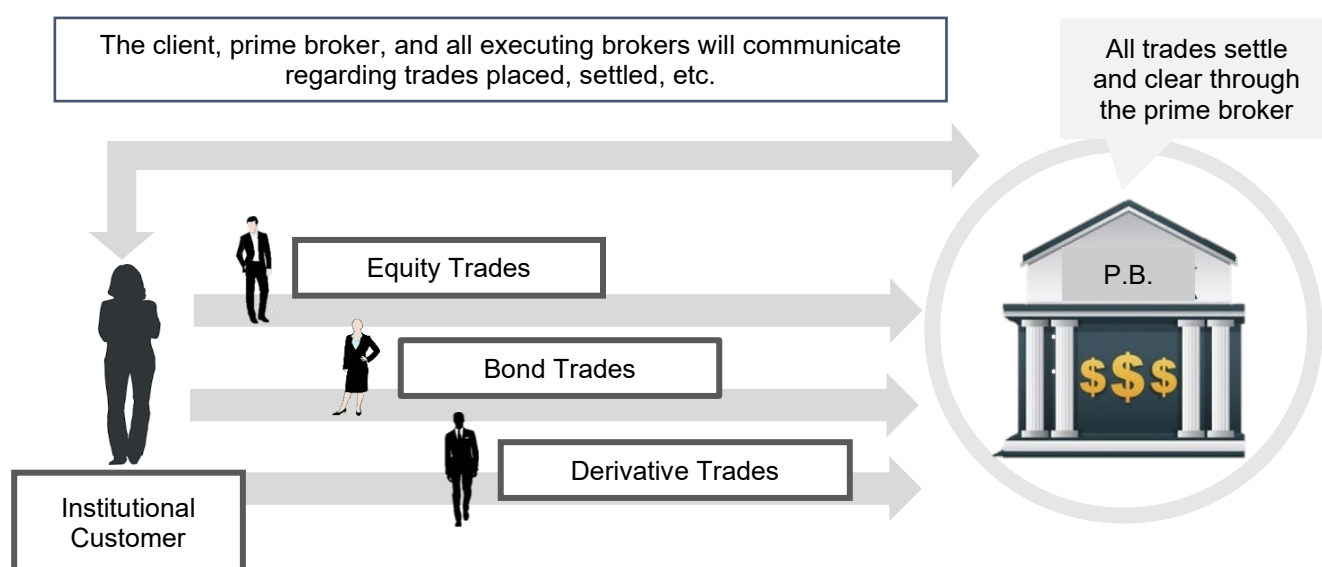 The client, prime broker, and all executing brokers will communicate
regarding trades placed, settled, etc.
All trades settle
and clear through
the prime broker
Equity Trades
P.B.
Bond Trades
$$$
Derivative Trades
Institutional
Customer